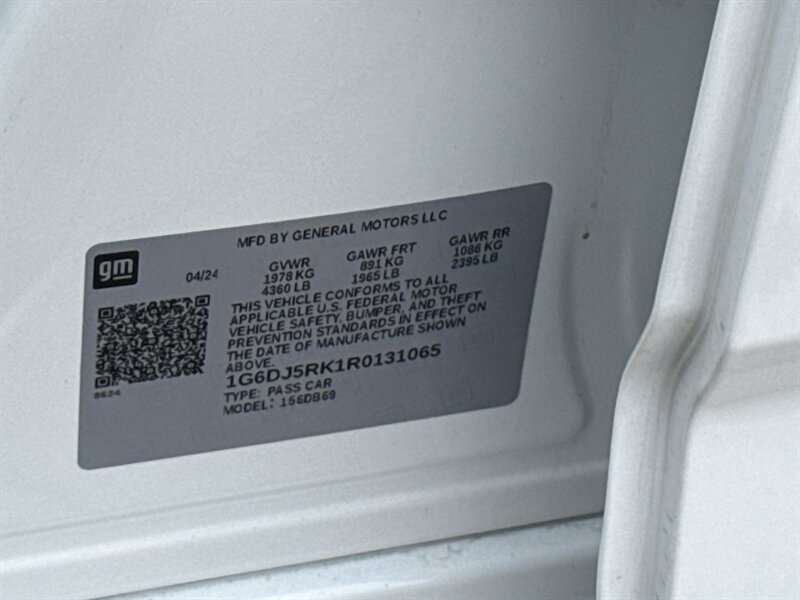 MFD BY GENERAL MOTORS LLC
gm
04/24
GVWR GAWR FRT GAWR RR
1978 KG 891 KG 1086 KG
4360 LB 1965 LB 2395 LB
THIS VEHICLE CONFORMS TO ALL
APPLICABLE U.S. FEDERAL MOTOR
VEHICLE SAFETY, BUMPER, AND THEFT
PREVENTION STANDARDS IN EFFECT ON
THE DATE OF MANUFACTURE SHOWN
ABOVE.
1G6DJ5RK1R0131065
TYPE: PASS CAR
MODEL: 156DB69
8624